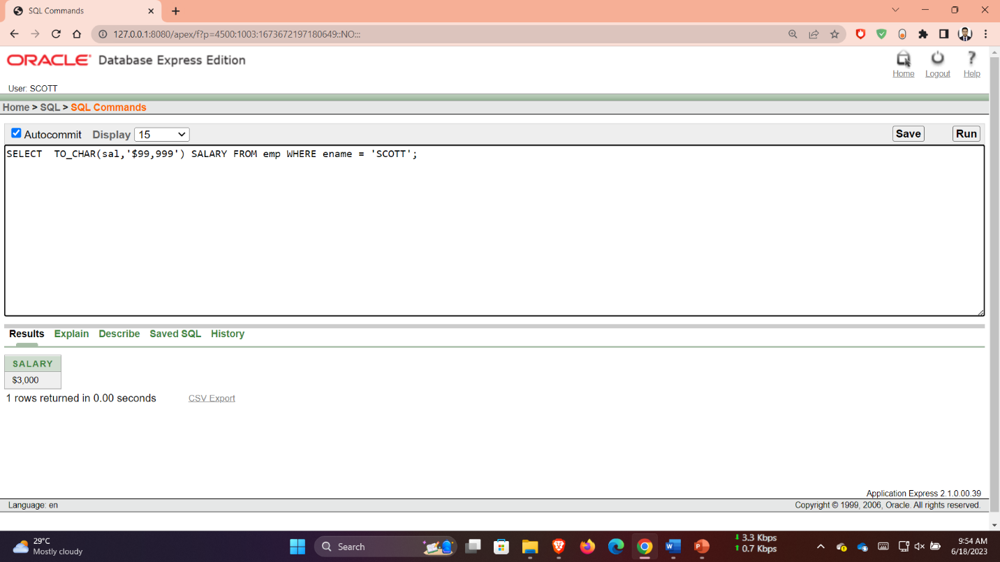 SQL Commands
127.0.0.1:8080/apex/f?p=4500:1003:1673672197180649::NO:::
ORACLE® Database Express Edition
Home Logout Help
User: SCOTT
Home > SQL > SQL Commands
Autocommit Display 15 Save Run
SELECT  TO_CHAR(sal,'$99,999') SALARY FROM emp WHERE ename = 'SCOTT';
Results Explain Describe Saved SQL History
SALARY
$3,000
1 rows returned in 0.00 seconds CSV Export
Application Express 2.1.0.00.39
Language: en Copyright © 1999, 2006, Oracle. All rights reserved.
29°C
Mostly cloudy
Search
3.3 Kbps
0.7 Kbps
9:54 AM
6/18/2023